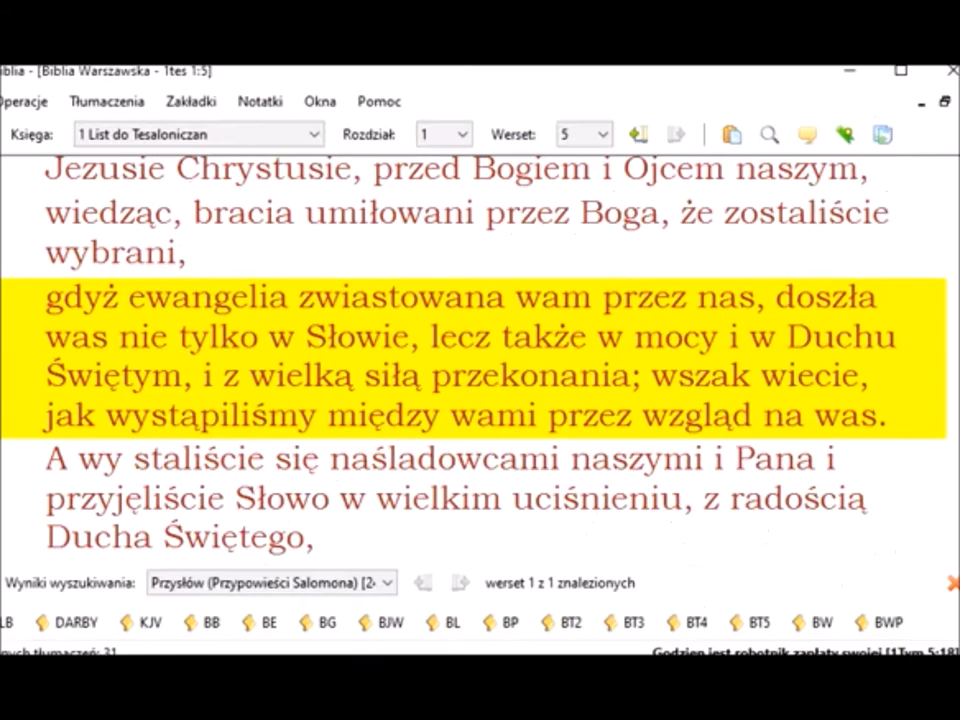 iblia - [Biblia Warszawska - 1tes 1:5]
Operacje Tłumaczenia Zakładki Notatki Okna Pomoc
Księga: 1 List do Tesaloniczan Rozdział: 1 Werset: 5
Jezusie Chrystusie, przed Bogiem i Ojcem naszym,
wiedząc, bracia umiłowani przez Boga, że zostaliście
wybrani,
gdyż ewangelia zwiastowana wam przez nas, doszła
was nie tylko w Słowie, lecz także w mocy i w Duchu
Świętym, i z wielką siłą przekonania; wszak wiecie,
jak wystąpiliśmy między wami przez wzgląd na was.
A wy staliście się naśladowcami naszymi i Pana i
przyjęliście Słowo w wielkim uciśnieniu, z radością
Ducha Świętego,
Wyniki wyszukiwania: Przysłów (Przypowieści Salomona) [2 werset 1 z 1 znalezionych
LB DARBY KJV BB BE BG BJW BL BP BT2 BT3 BT4 BT5 BW BWP
nych tłumaczeń: 31 Godzien jest robotnik zapłaty swojej [1Tym 5:18]